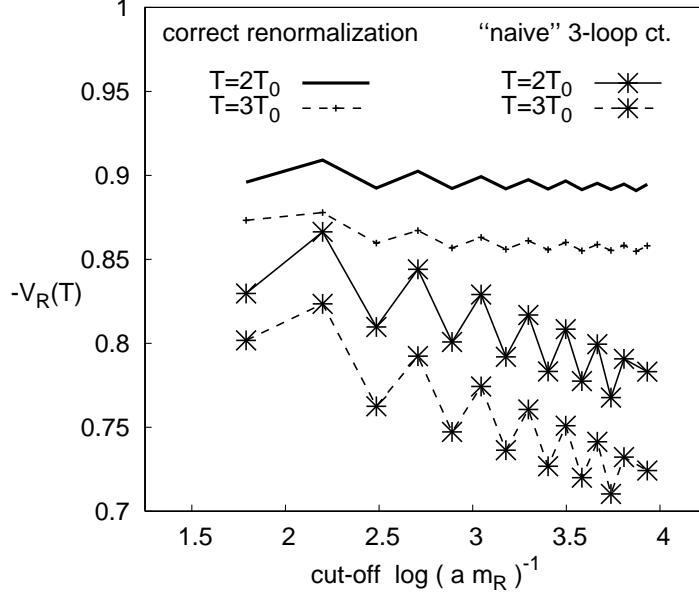 -1
correct renormalization "naive" 3-loop ct.
T=2T0 T=2T0
T=3T0 T=3T0
0.95
0.9
0.85
-VR(T)
0.8
0.75
0.7
1.5 2 2.5 3 3.5 4
cut-off log ( a mR )-1